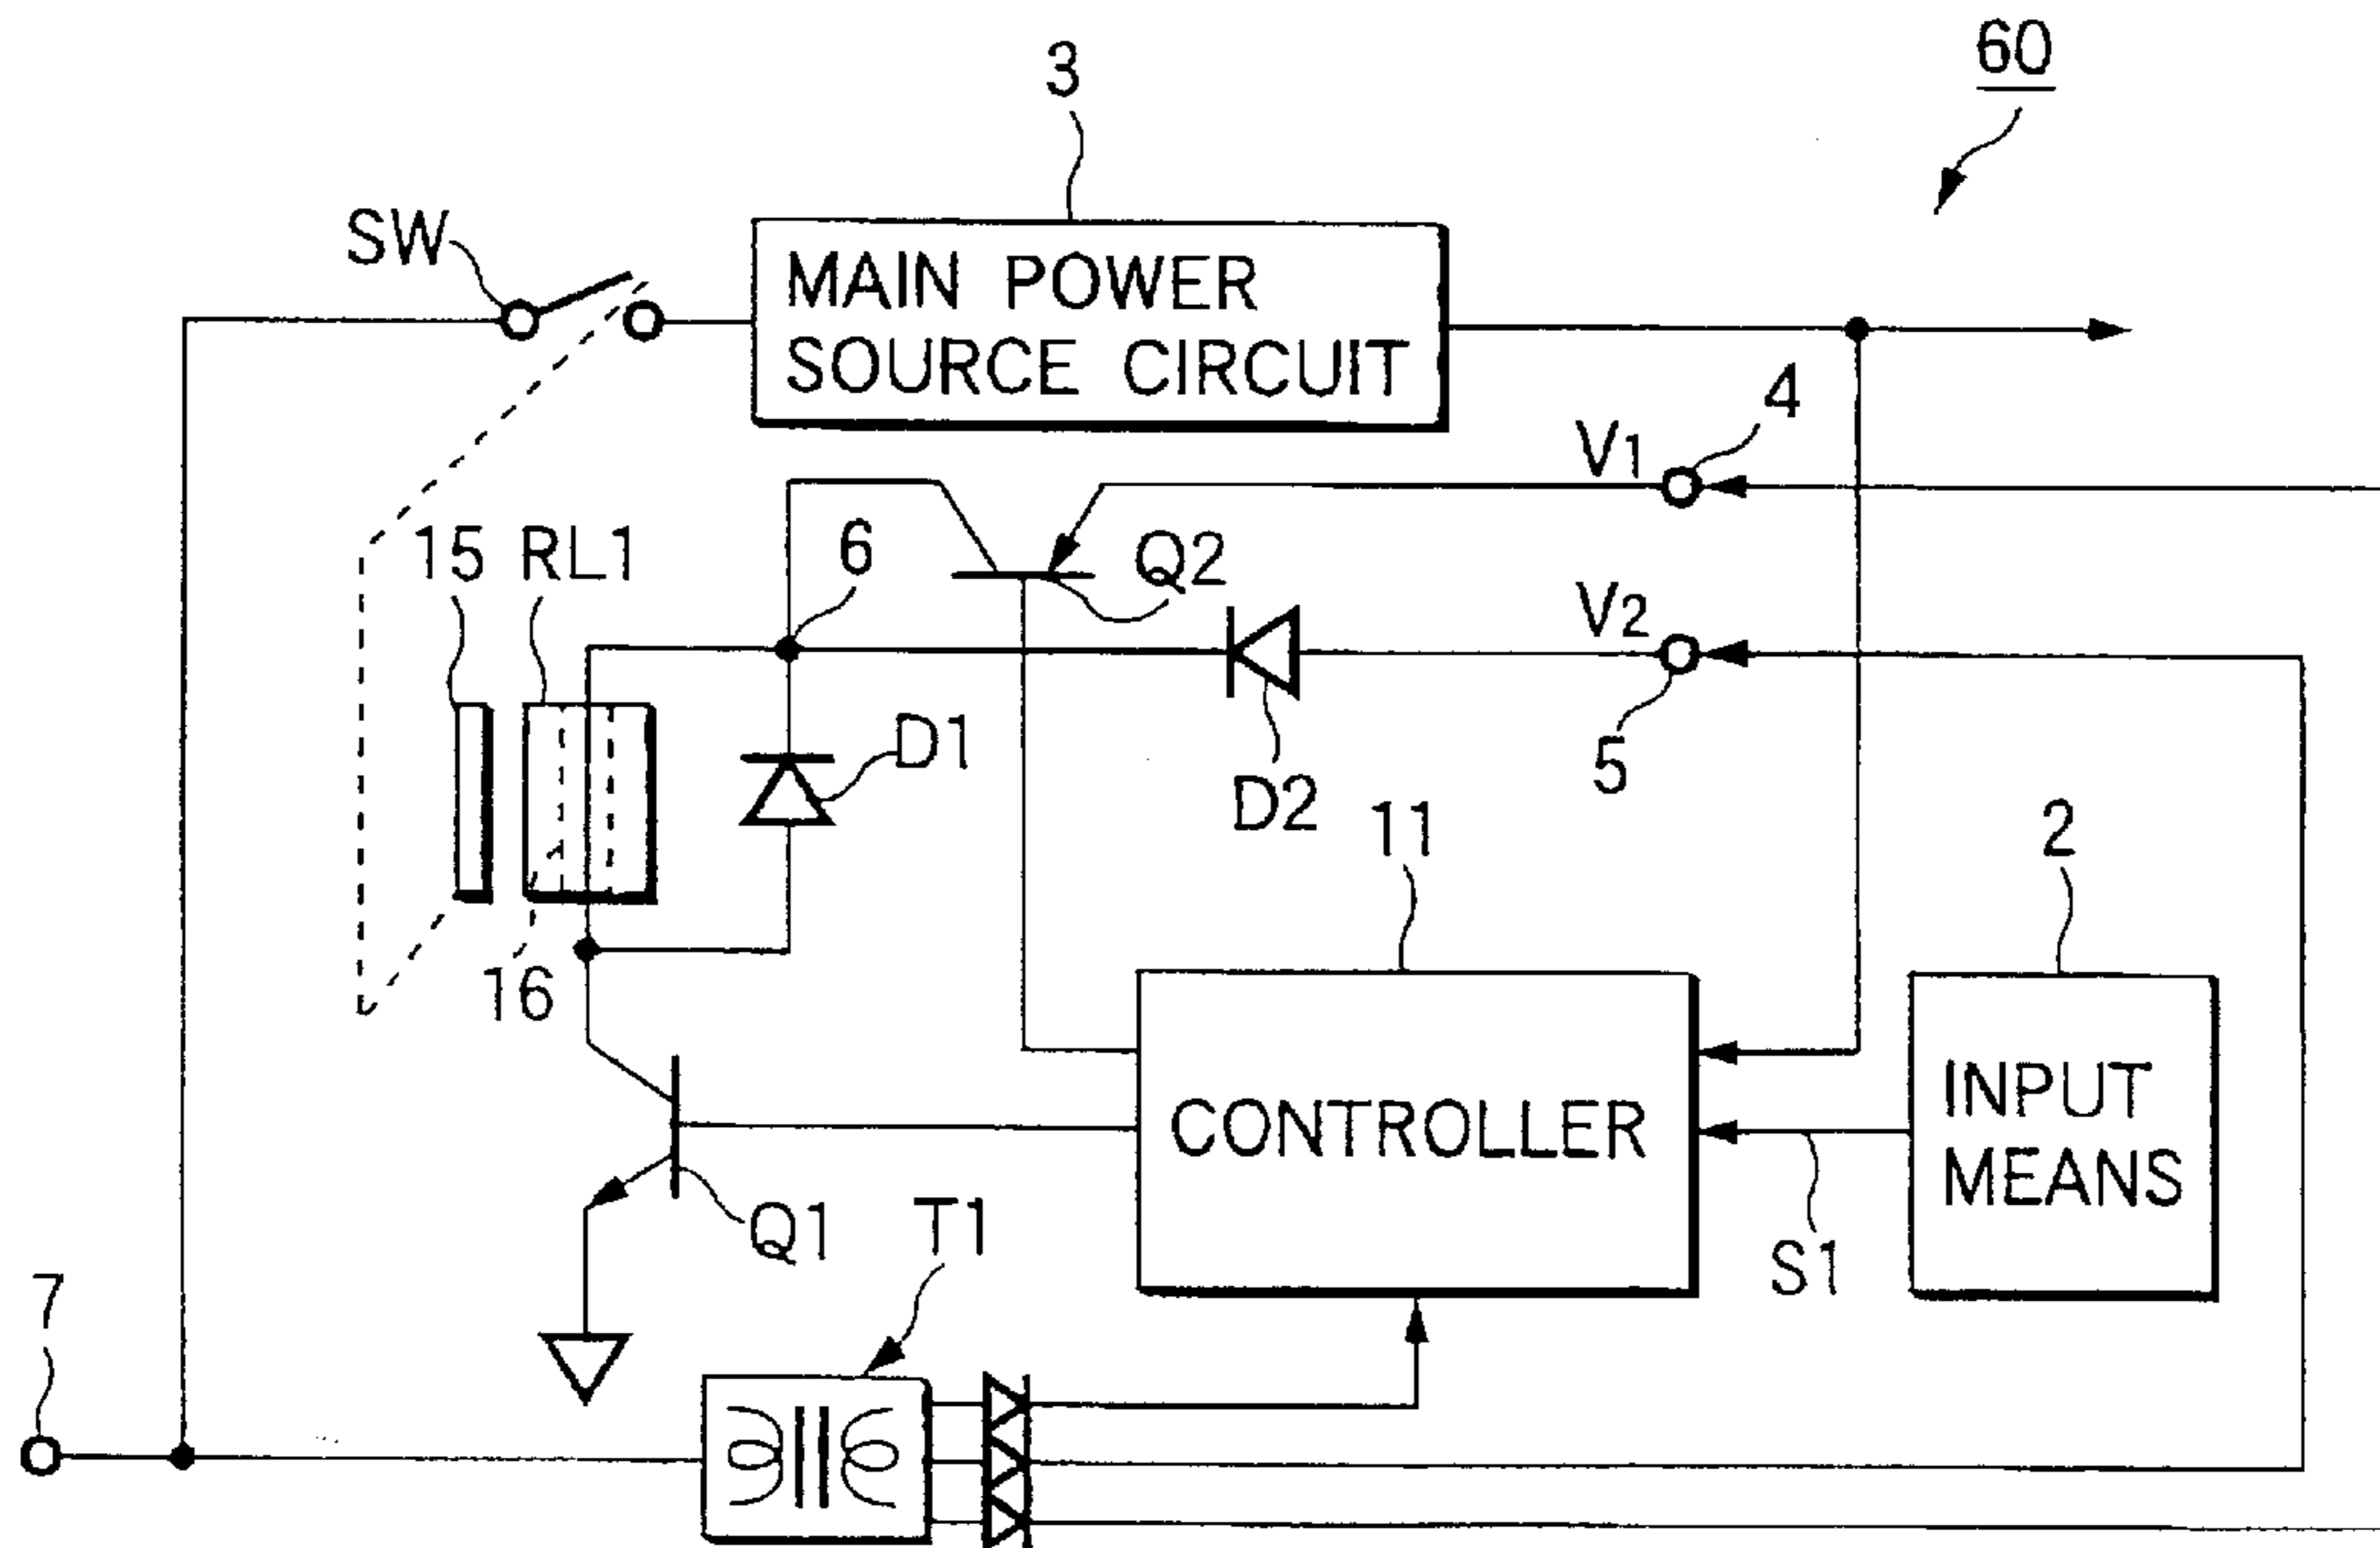 60
3
SW
MAIN POWER
SOURCE CIRCUIT
4
V1
15 RL1
6
Q2
V2
D1
5
D2
11
2
16
CONTROLLER
INPUT
MEANS
Q1
T1
S1
7